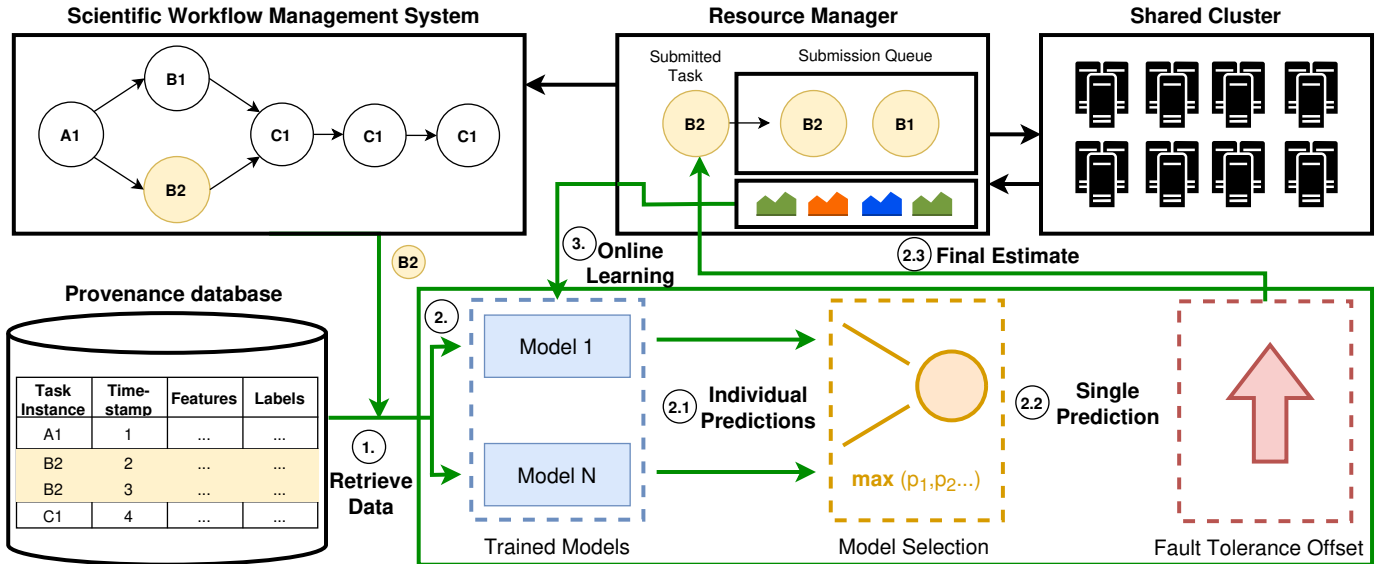 Scientific Workflow Management System
Resource Manager
Shared Cluster
A1
B1
B2
C1
C1
C1
Submitted
Task
Submission Queue
B2
B2
B1
B2
3. Online
Learning
2.3 Final Estimate
Provenance database
Task
Instance
Time-
stamp
Features
Labels
A1
1
...
...
B2
2
...
...
B2
3
...
...
C1
4
...
...
1.
Retrieve
Data
2.
Model 1
Model N
Trained Models
2.1 Individual
Predictions
max (p1,p2...)
Model Selection
2.2 Single
Prediction
Fault Tolerance Offset